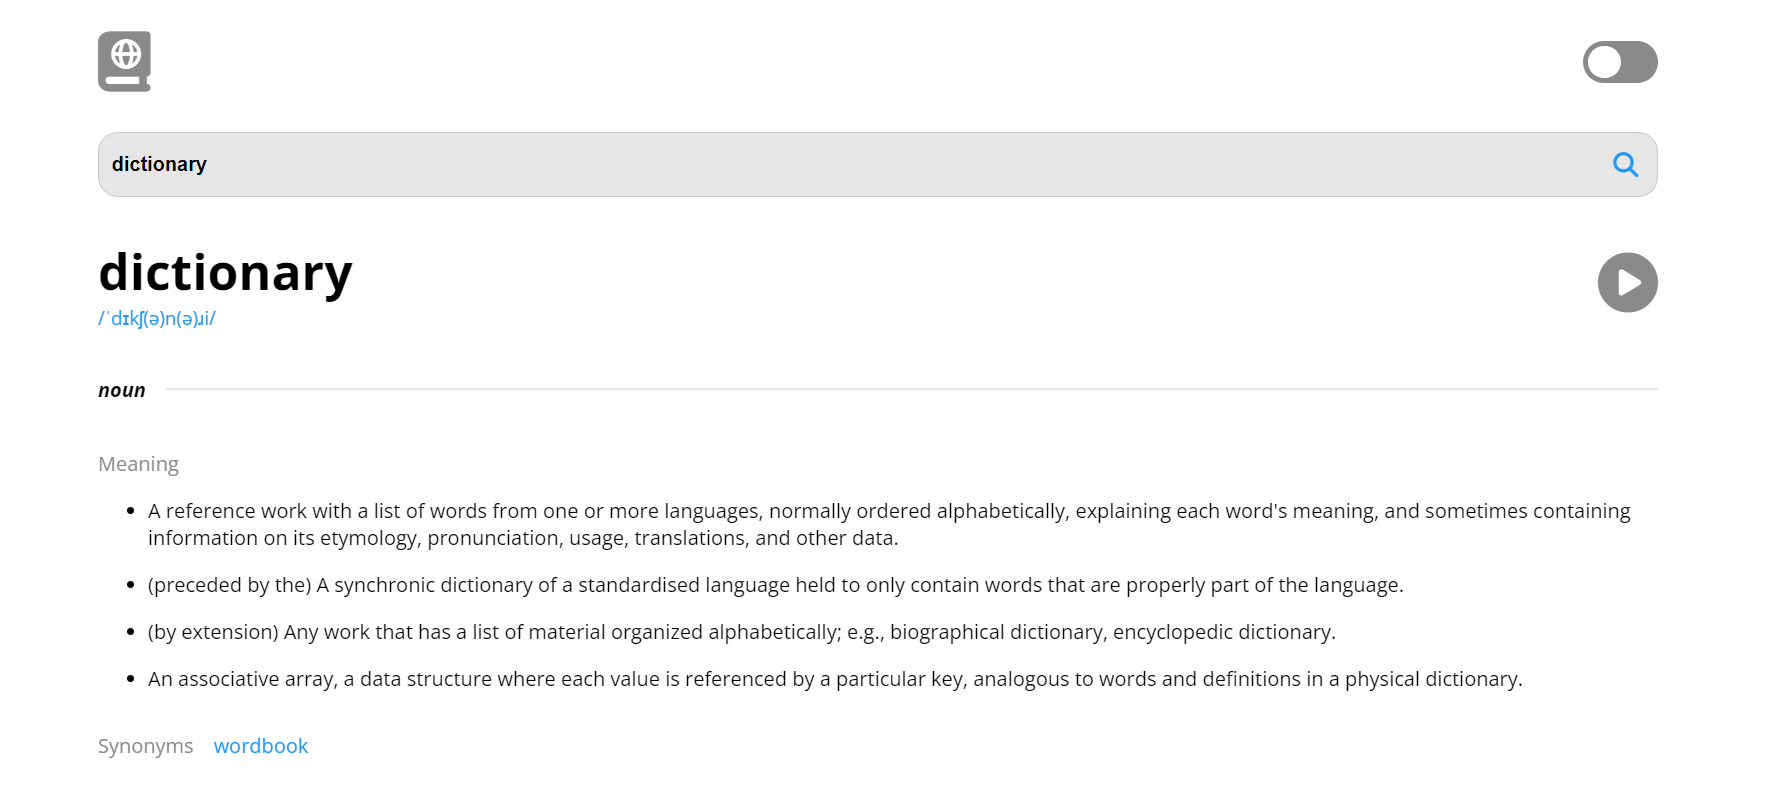 dictionary
dictionary
/ˈdɪkʃ(ə)n(ə)ɹi/
noun
Meaning
A reference work with a list of words from one or more languages, normally ordered alphabetically, explaining each word's meaning, and sometimes containing
information on its etymology, pronunciation, usage, translations, and other data.
(preceded by the) A synchronic dictionary of a standardised language held to only contain words that are properly part of the language.
(by extension) Any work that has a list of material organized alphabetically; e.g., biographical dictionary, encyclopedic dictionary.
An associative array, a data structure where each value is referenced by a particular key, analogous to words and definitions in a physical dictionary.
Synonyms wordbook